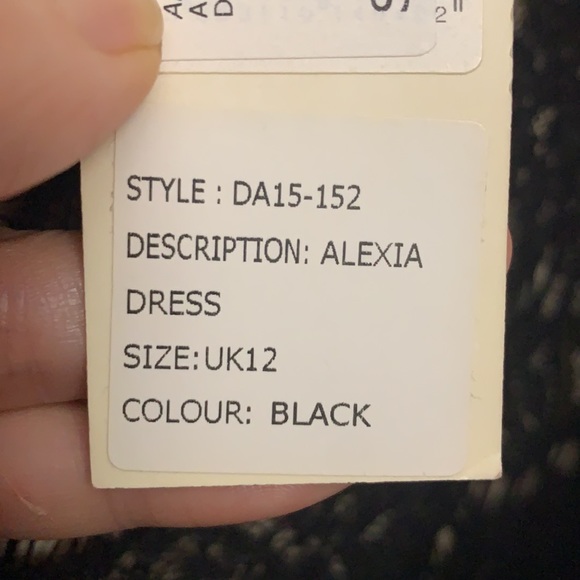 STYLE : DA15-152
DESCRIPTION: ALEXIA
DRESS
SIZE:UK12
COLOUR: BLACK